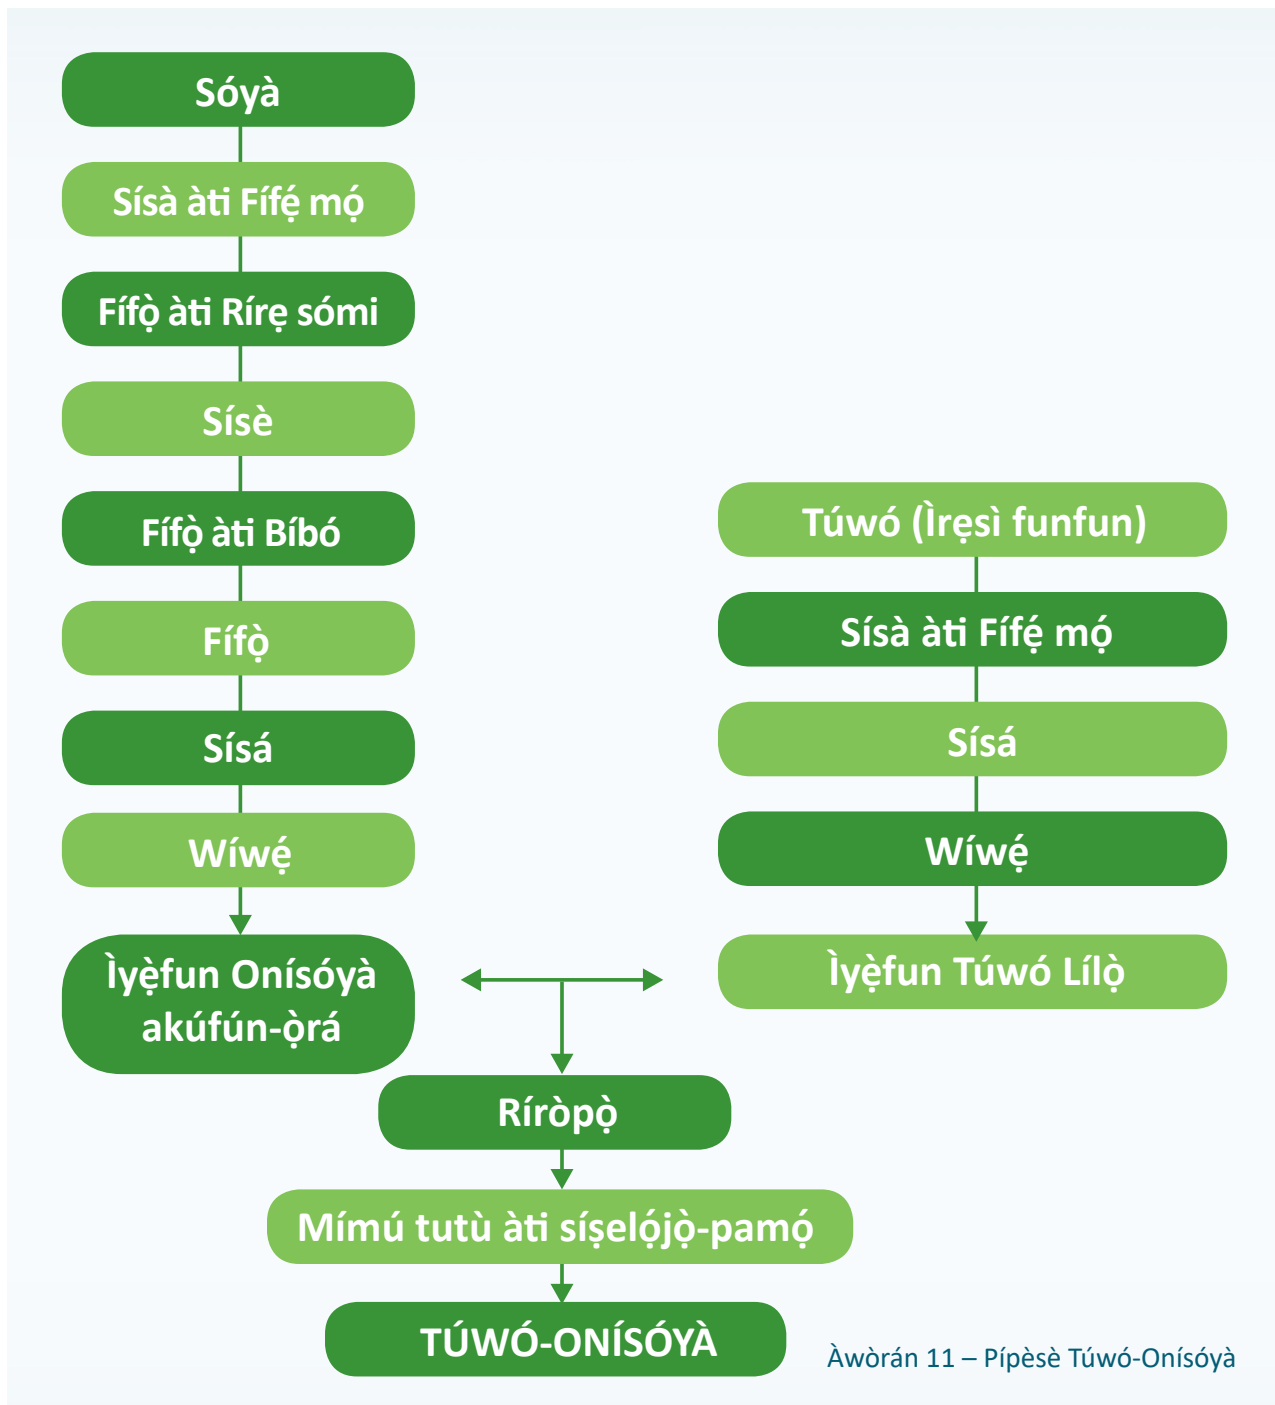 Sóyà
Sísà àti Fífẹ́ mọ́
Fífọ̀ àti Rírẹ sómi
Sísè
Fífọ̀ àti Bíbó
Fífọ̀
Sísá
Wíwẹ́
Ìyẹ̀fun Onísóyà
akúfún-ọ̀rá
Túwó (Ìrẹsì funfun)
Sísà àti Fífẹ́ mọ́
Sísá
Wíwẹ́
Ìyẹ̀fun Túwó Lílọ̀
Ríròpọ̀
Mímú tutù àti síṣelọ́jọ̀-pamọ́
TÚWÓ-ONÍSÓYÀ
Àwòrán 11 – Pípèsè Túwó-Onísóyà